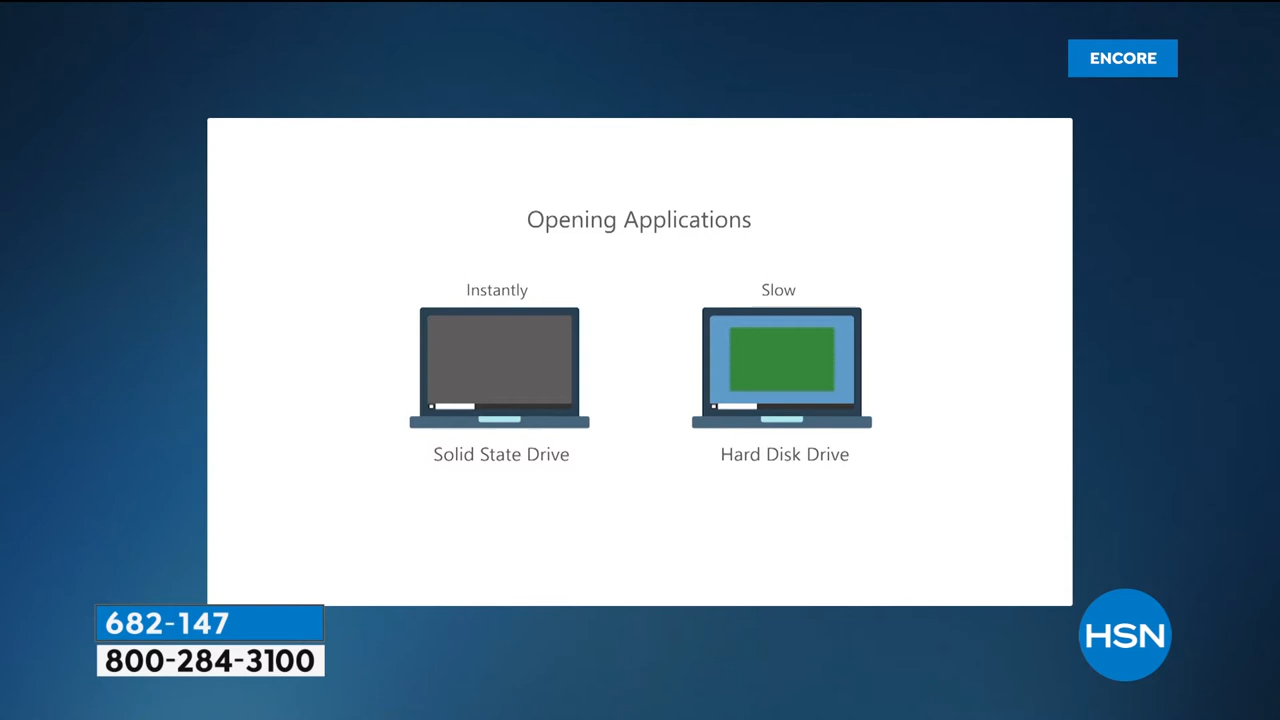 ENCORE
Opening Applications
Instantly
Slow
Solid State Drive
Hard Disk Drive
682-147
800-284-3100
HSN